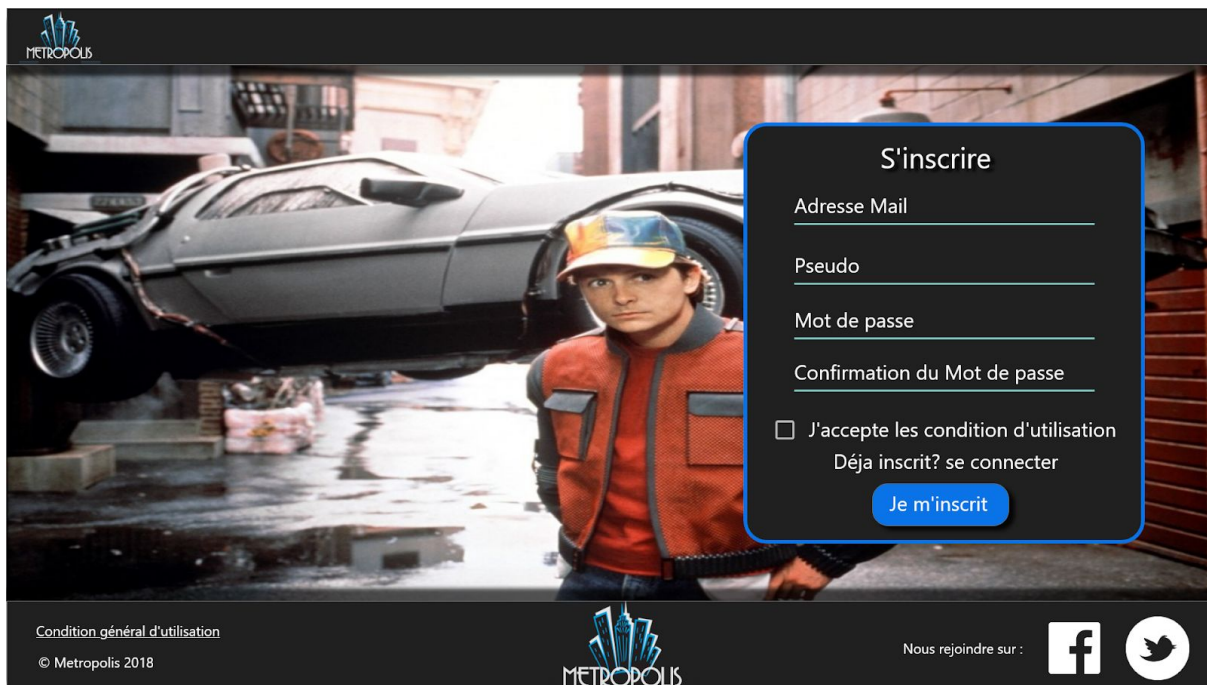 METROPOLIS
S'inscrire
Adresse Mail
Pseudo
Mot de passe
Confirmation du Mot de passe
J'accepte les condition d'utilisation
Déja inscrit? se connecter
Je m'inscrit
Condition général d'utilisation
© Metropolis 2018
METROPOLIS
Nous rejoindre sur :